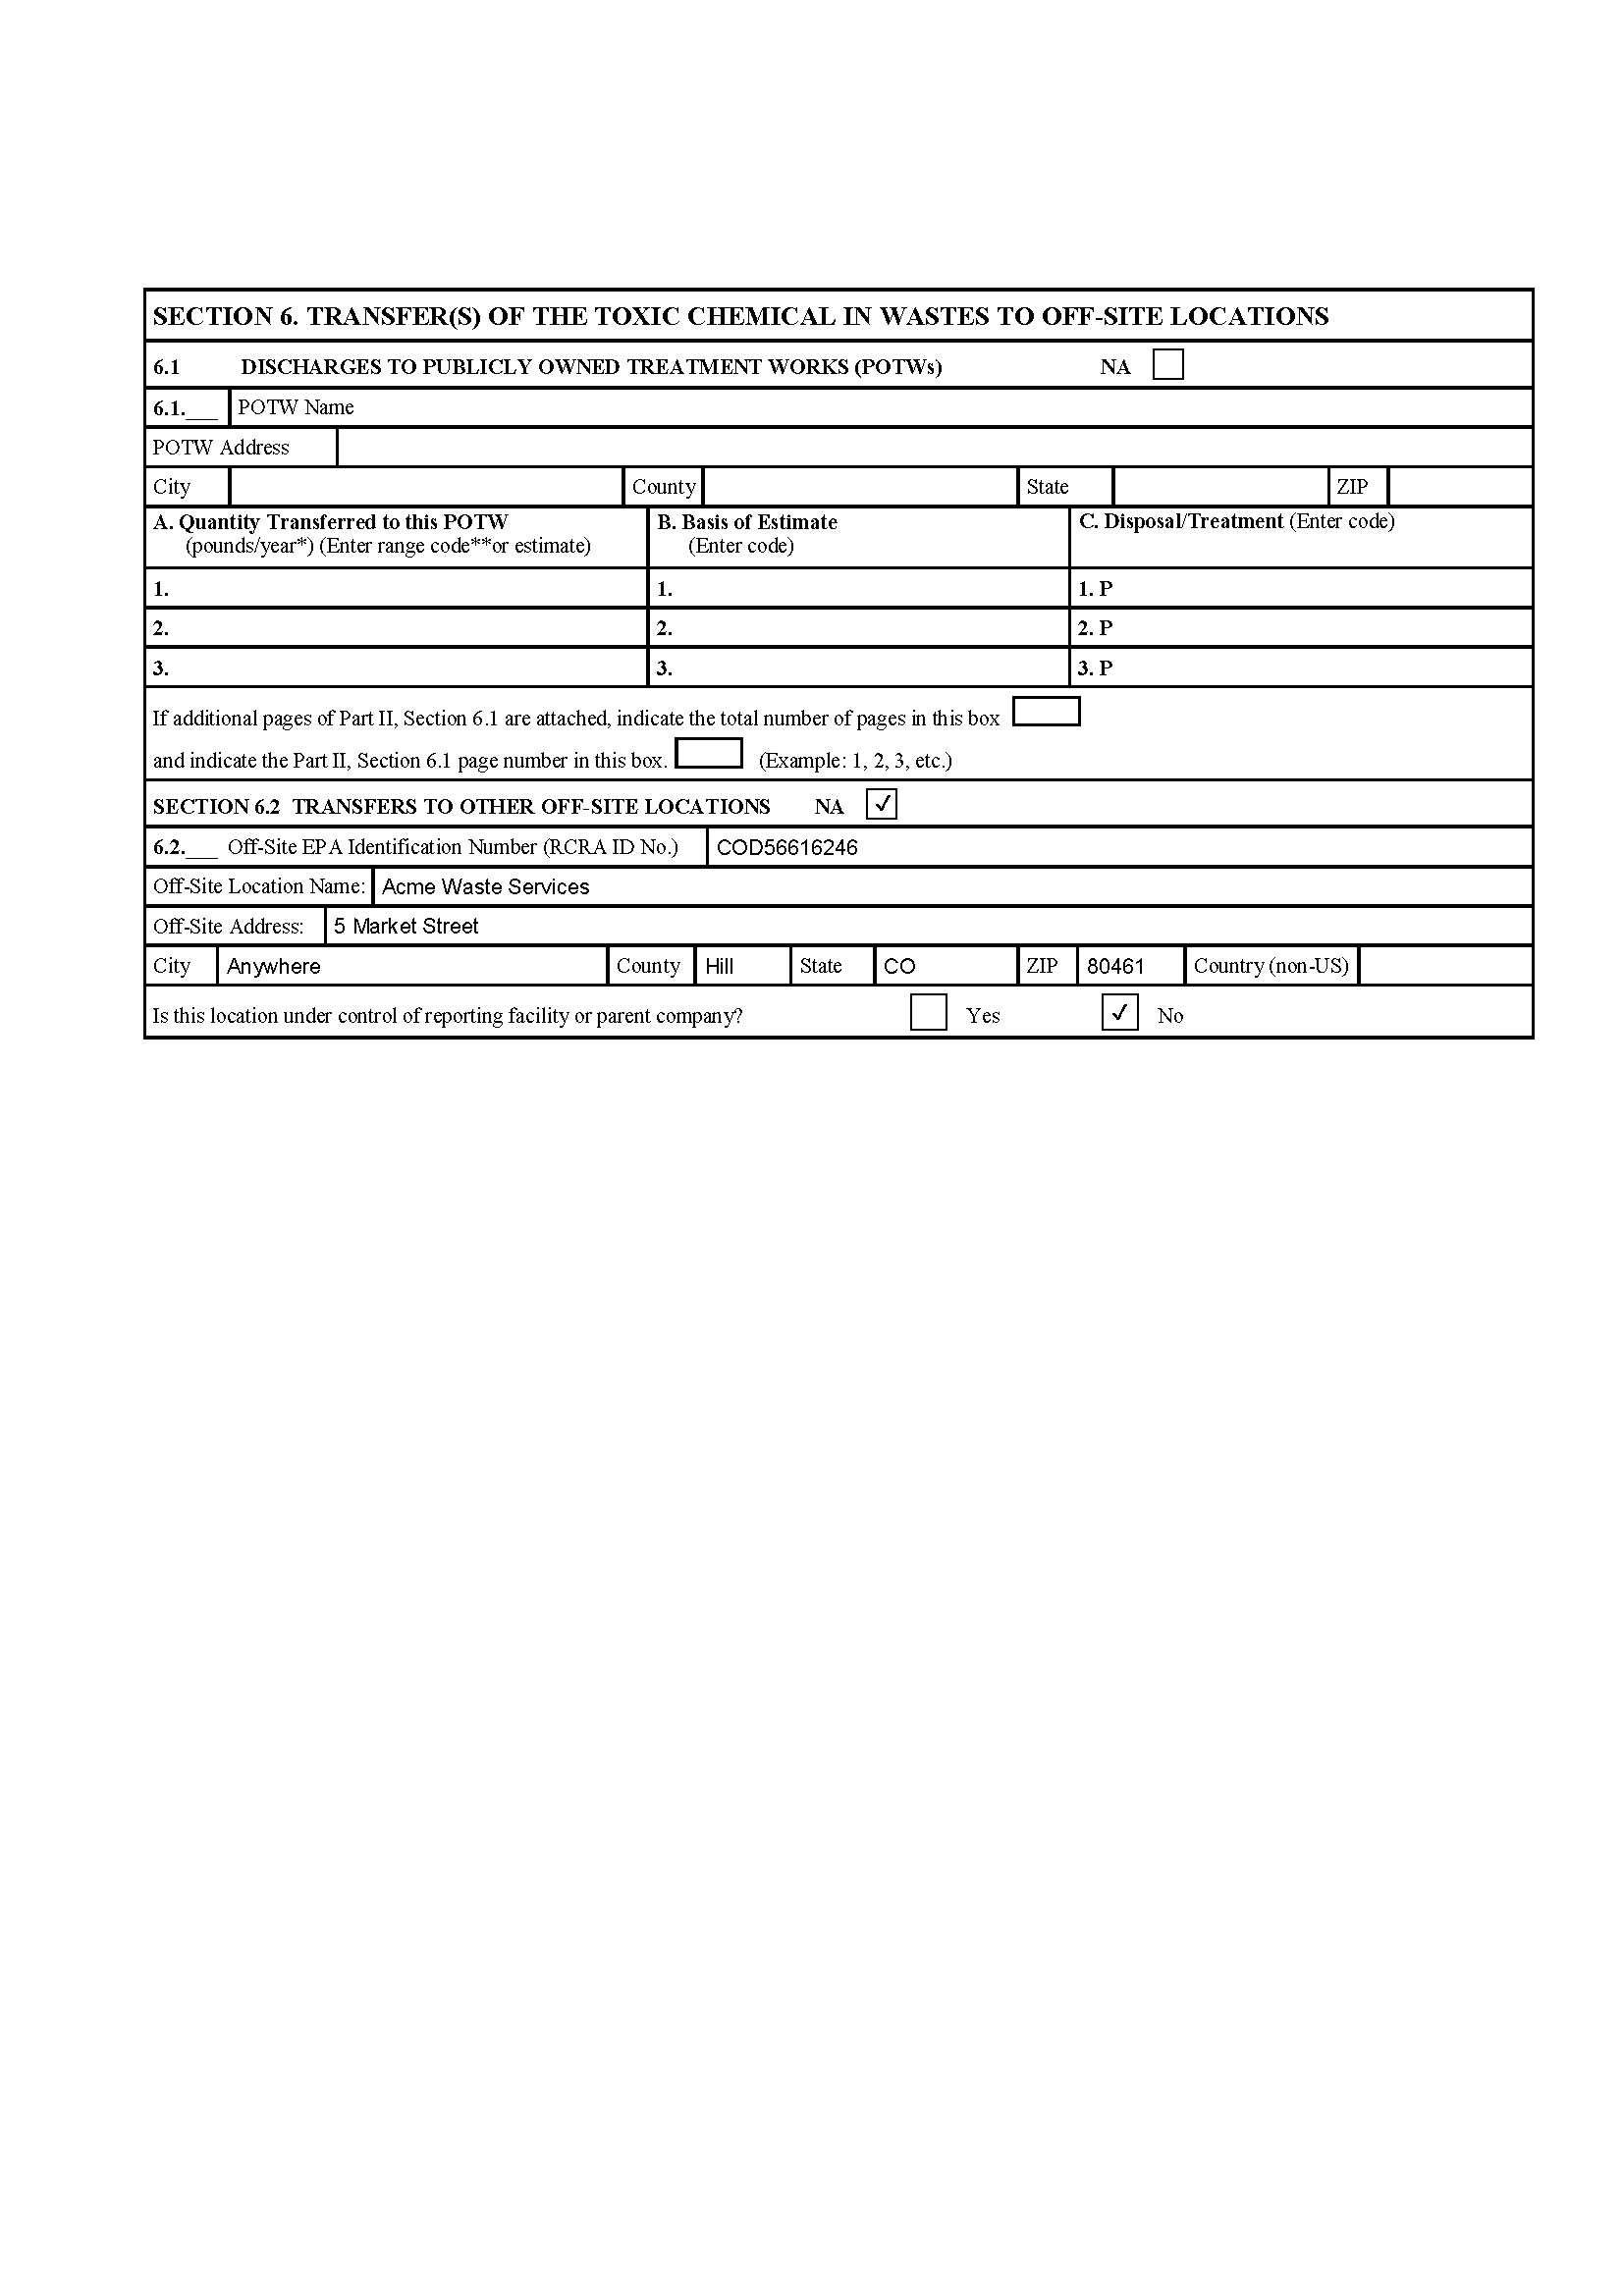 SECTION 6. TRANSFER(S) OF THE TOXIC CHEMICAL IN WASTES TO OFF-SITE LOCATIONS
6.1 DISCHARGES TO PUBLICLY OWNED TREATMENT WORKS (POTWs) NA
6.1.___ POTW Name
POTW Address
City County State ZIP
A. Quantity Transferred to this POTW B. Basis of Estimate C. Disposal/Treatment (Enter code)
(pounds/year*) (Enter range code**or estimate) (Enter code)
1. 1. 1. P
2. 2. 2. P
3. 3. 3. P
If additional pages of Part II, Section 6.1 are attached, indicate the total number of pages in this box
and indicate the Part II, Section 6.1 page number in this box. (Example: 1, 2, 3, etc.)
SECTION 6.2 TRANSFERS TO OTHER OFF-SITE LOCATIONS NA ✓
6.2.___ Off-Site EPA Identification Number (RCRA ID No.) COD56616246
Off-Site Location Name: Acme Waste Services
Off-Site Address: 5 Market Street
City Anywhere County Hill State CO ZIP 80461 Country (non-US)
Is this location under control of reporting facility or parent company? Yes ✓ No